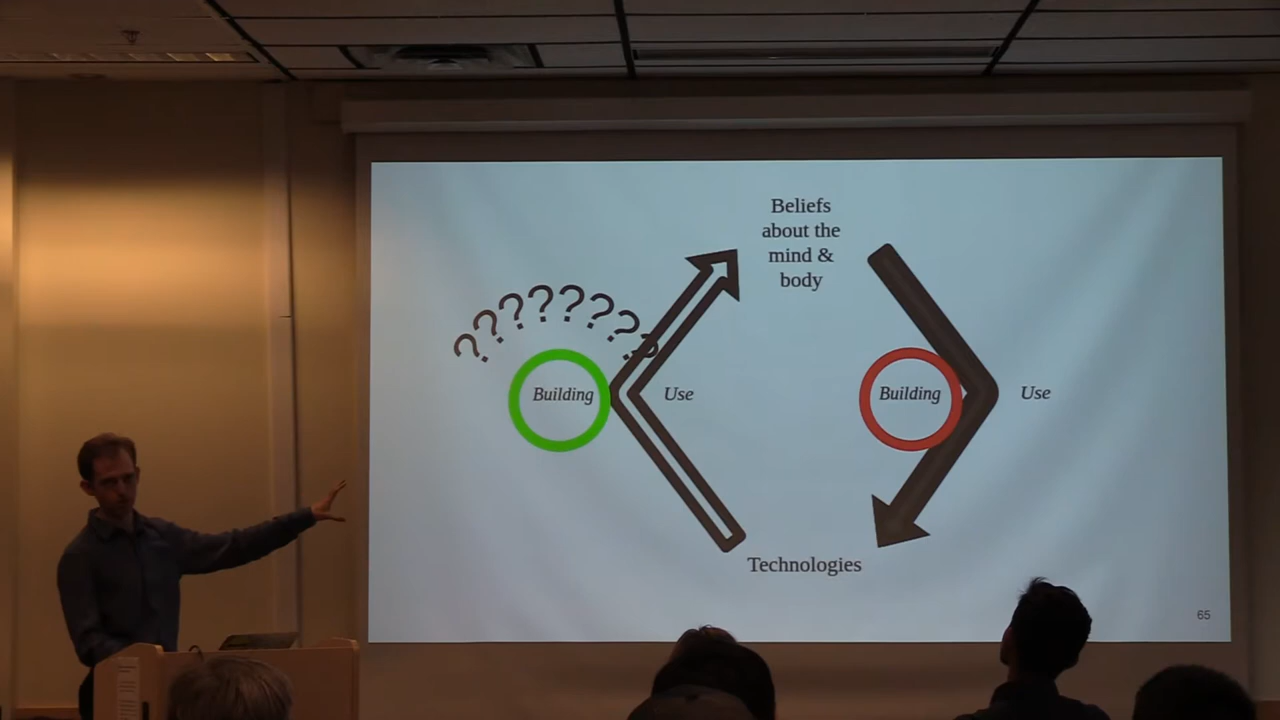 Beliefs
about the
mind &
body
????????
Building
Use
Building
Use
Technologies
65